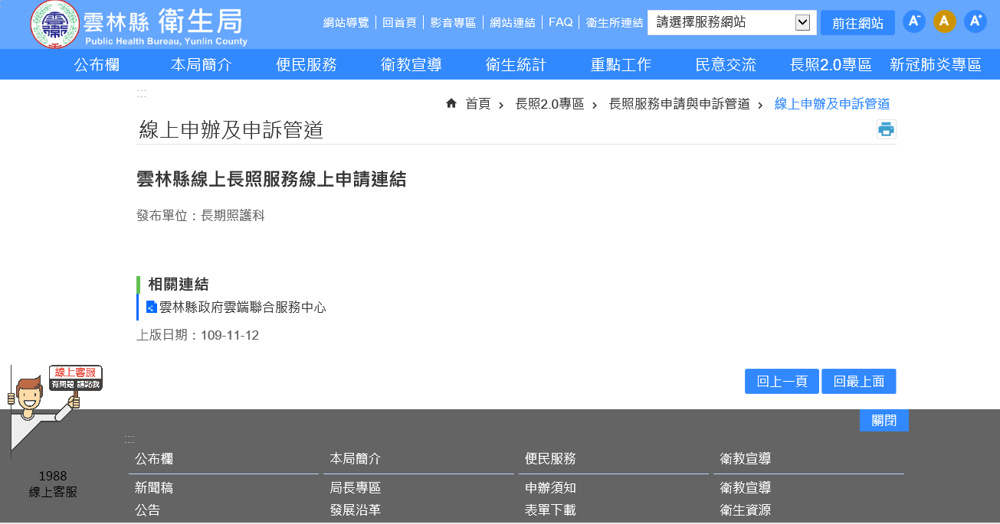 雲林縣 衛生局
Public Health Bureau, Yunlin County
網站導覽 回首頁 影音專區 網站連結 FAQ 衛生所連結 請選擇服務網站 前往網站 A- A A+
公布欄 本局簡介 便民服務 衛教宣導 衛生統計 重點工作 民意交流 長照2.0專區 新冠肺炎專區
:::
首頁 › 長照2.0專區 › 長照服務申請與申訴管道 › 線上申辦及申訴管道
線上申辦及申訴管道
雲林縣線上長照服務線上申請連結
發布單位：長期照護科
相關連結
雲林縣政府雲端聯合服務中心
上版日期：109-11-12
線上客服
有問題 請點我
回上一頁 回最上面
關閉
:::
公布欄 本局簡介 便民服務 衛教宣導
新聞稿 局長專區 申辦須知 衛教宣導
公告 發展沿革 表單下載 衛生資源
1988
線上客服